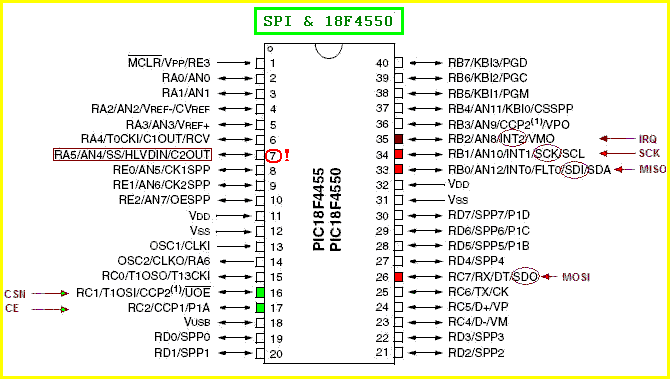 SPI & 18F4550
MCLR/VPP/RE3 1
RA0/AN0 2
RA1/AN1 3
RA2/AN2/VREF-/CVREF 4
RA3/AN3/VREF+ 5
RA4/T0CKI/C1OUT/RCV 6
RA5/AN4/SS/HLVDIN/C2OUT 7 !
RE0/AN5/CK1SPP 8
RE1/AN6/CK2SPP 9
RE2/AN7/OESPP 10
VDD 11
VSS 12
OSC1/CLKI 13
OSC2/CLKO/RA6 14
RC0/T1OSO/T13CKI 15
CSN RC1/T1OSI/CCP2(1)/UOE 16
CE RC2/CCP1/P1A 17
VUSB 18
RD0/SPP0 19
RD1/SPP1 20
PIC18F4455
PIC18F4550
40 RB7/KBI3/PGD
39 RB6/KBI2/PGC
38 RB5/KBI1/PGM
37 RB4/AN11/KBI0/CSSPP
36 RB3/AN9/CCP2(1)/VPO
35 RB2/AN8/INT2/VMO IRQ
34 RB1/AN10/INT1/SCK/SCL SCK
33 RB0/AN12/INT0/FLT0/SDI/SDA MISO
32 VDD
31 VSS
30 RD7/SPP7/P1D
29 RD6/SPP6/P1C
28 RD5/SPP5/P1B
27 RD4/SPP4
26 RC7/RX/DT/SDO MOSI
25 RC6/TX/CK
24 RC5/D+/VP
23 RC4/D-/VM
22 RD3/SPP3
21 RD2/SPP2